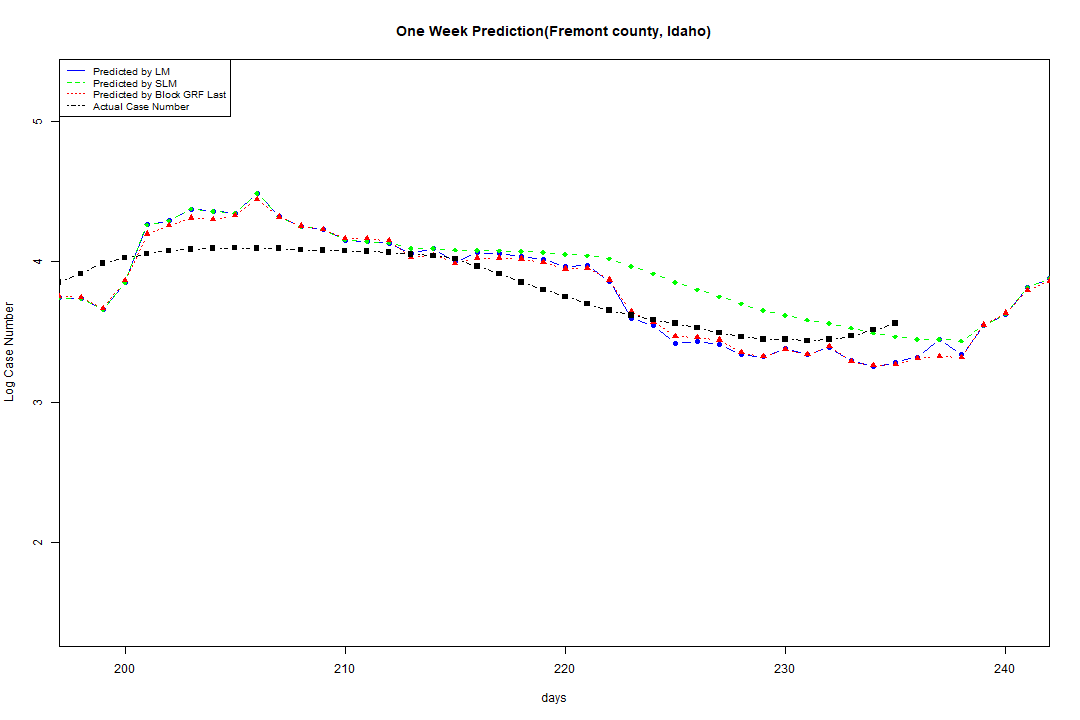 One Week Prediction(Fremont county, Idaho)
Predicted by LM
Predicted by SLM
Predicted by Block GRF Last
Actual Case Number
5
4
3
2
Log Case Number
200 210 220 230 240
days